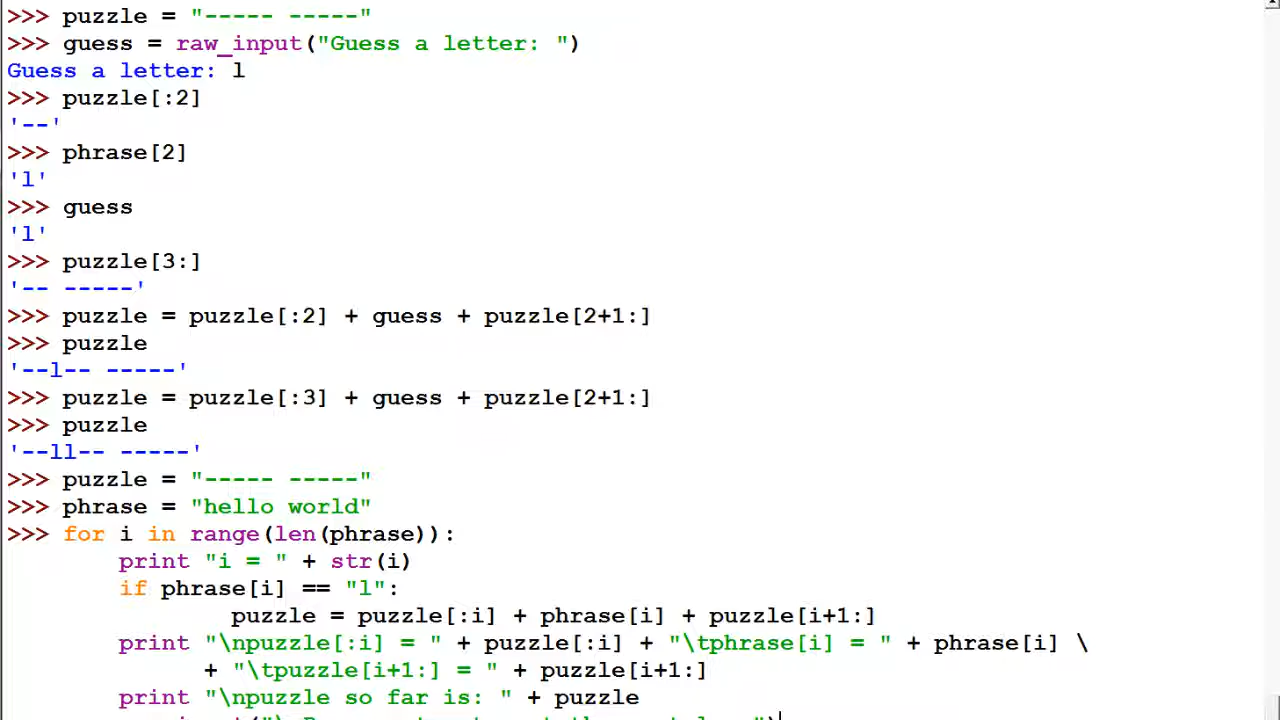 >>> puzzle = "----- -----"
>>> guess = raw_input("Guess a letter: ")
Guess a letter: l
>>> puzzle[:2]
'--'
>>> phrase[2]
'l'
>>> guess
'l'
>>> puzzle[3:]
'-- -----'
>>> puzzle = puzzle[:2] + guess + puzzle[2+1:]
>>> puzzle
'--l-- -----'
>>> puzzle = puzzle[:3] + guess + puzzle[2+1:]
>>> puzzle
'--ll-- -----'
>>> puzzle = "----- -----"
>>> phrase = "hello world"
>>> for i in range(len(phrase)):
print "i = " + str(i)
if phrase[i] == "l":
puzzle = puzzle[:i] + phrase[i] + puzzle[i+1:]
print "\npuzzle[:i] = " + puzzle[:i] + "\tphrase[i] = " + phrase[i] \
+ "\tpuzzle[i+1:] = " + puzzle[i+1:]
print "\npuzzle so far is: " + puzzle